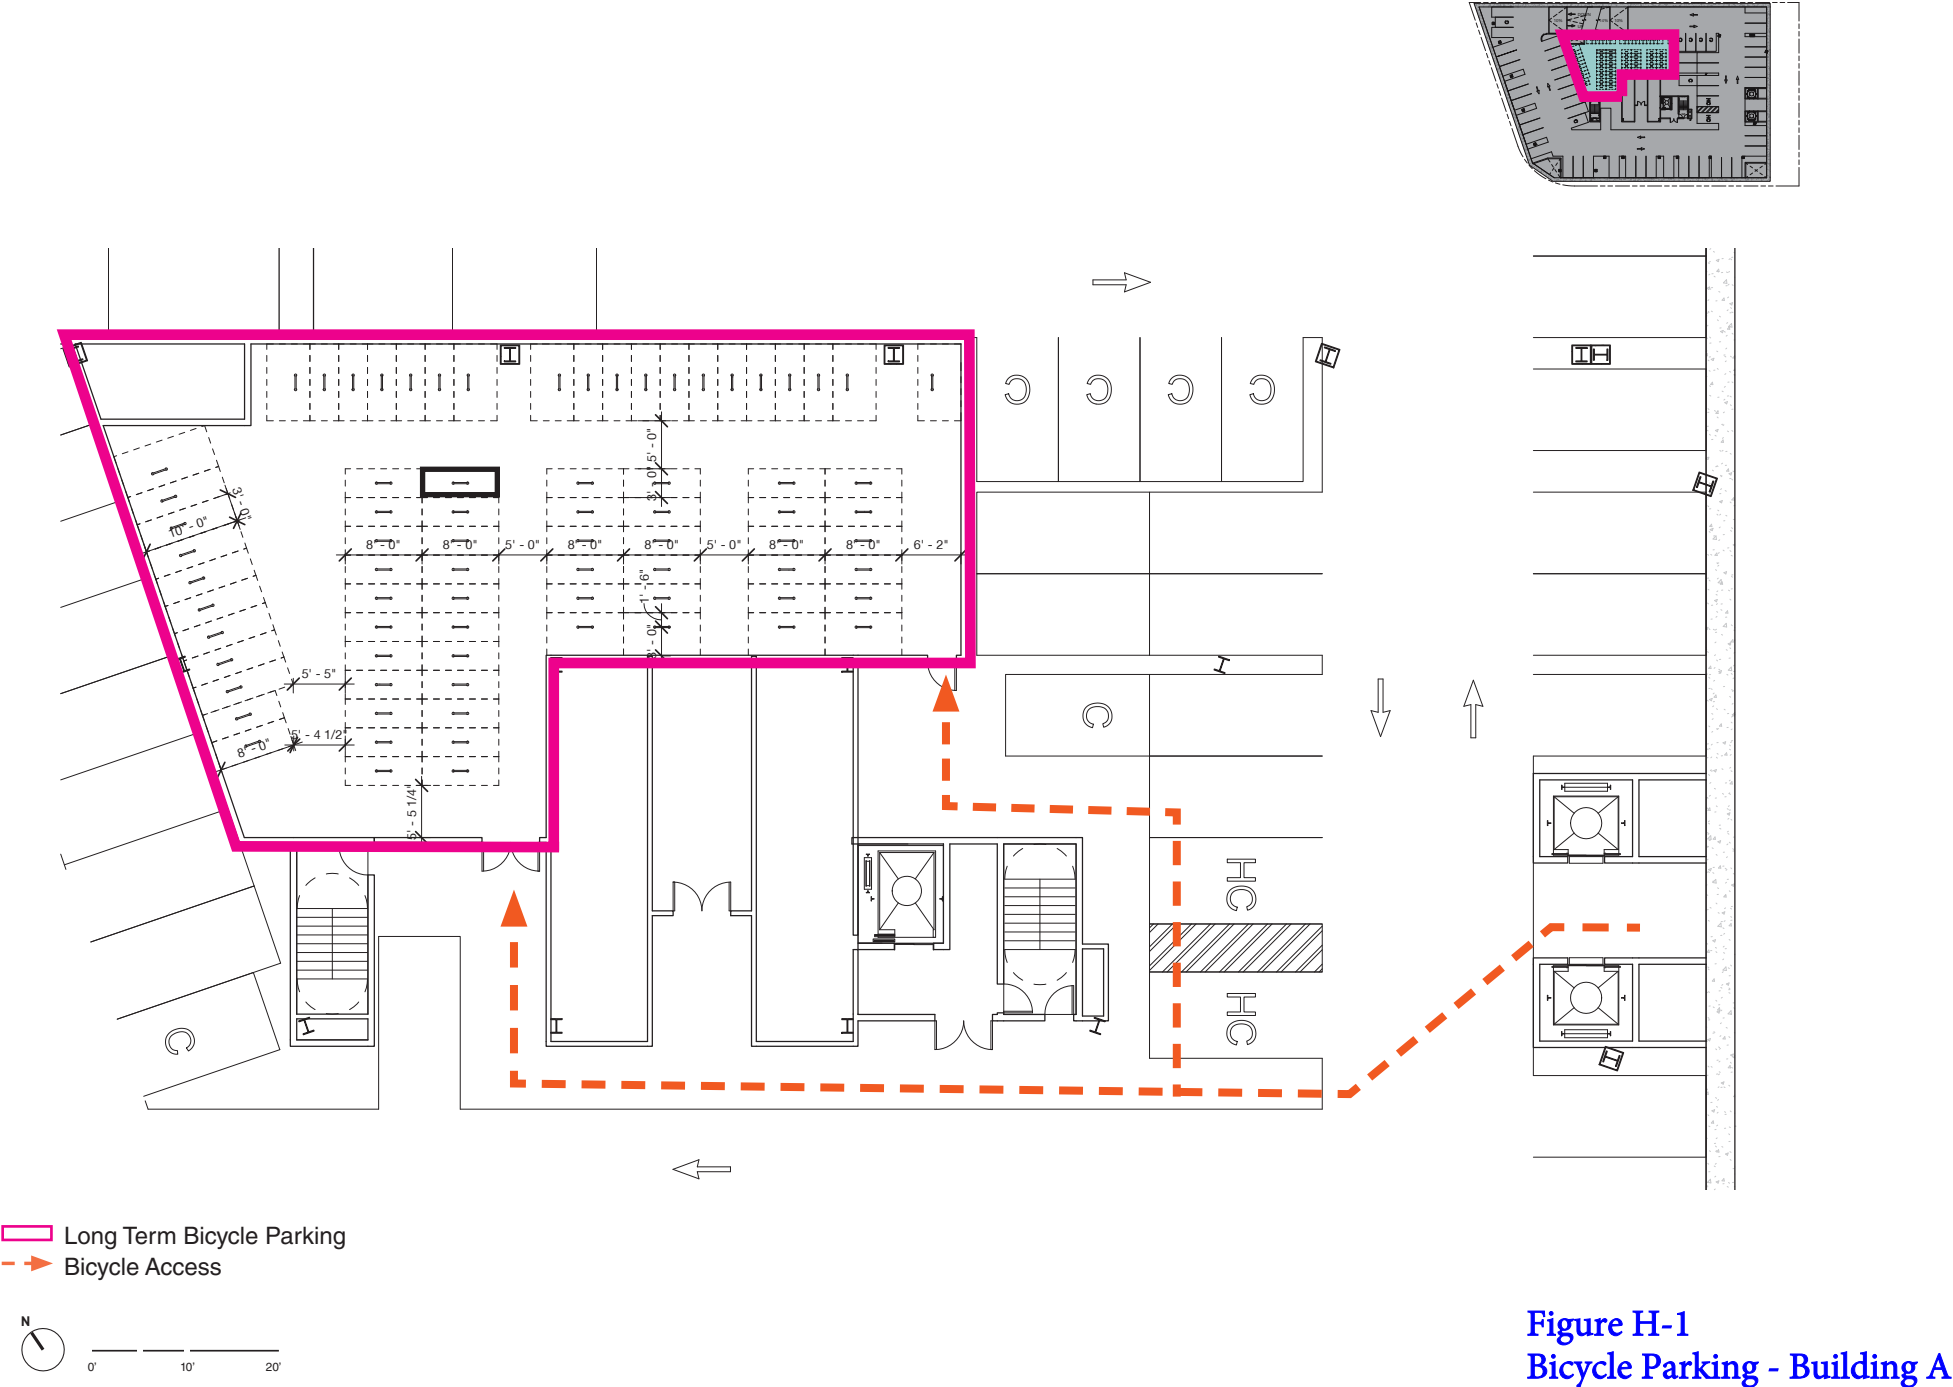 C C C C
5' - 0"
3' - 0"
3' - 0"
10' - 0"
8' - 0" 8' - 0" 5' - 0" 8' - 0" 8' - 0" 5' - 0" 8' - 0" 8' - 0" 6' - 2"
1' - 6"
3' - 0"
5' - 5"
5' - 4 1/2"
8' - 0"
5' - 5 1/4"
C
HC
HC
C
Long Term Bicycle Parking
Bicycle Access
N
0' 10' 20'
Figure H-1
Bicycle Parking - Building A